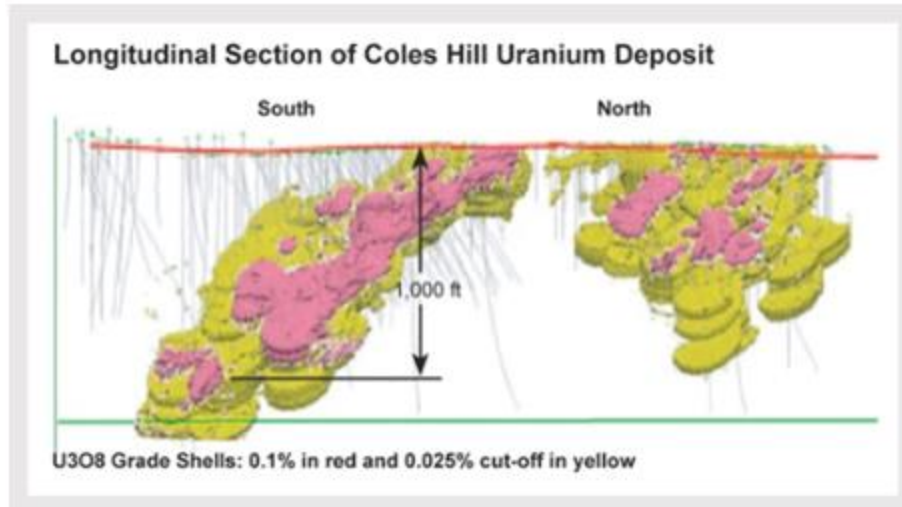 Longitudinal Section of Coles Hill Uranium Deposit
South North
1,000 ft
U3O8 Grade Shells: 0.1% in red and 0.025% cut-off in yellow